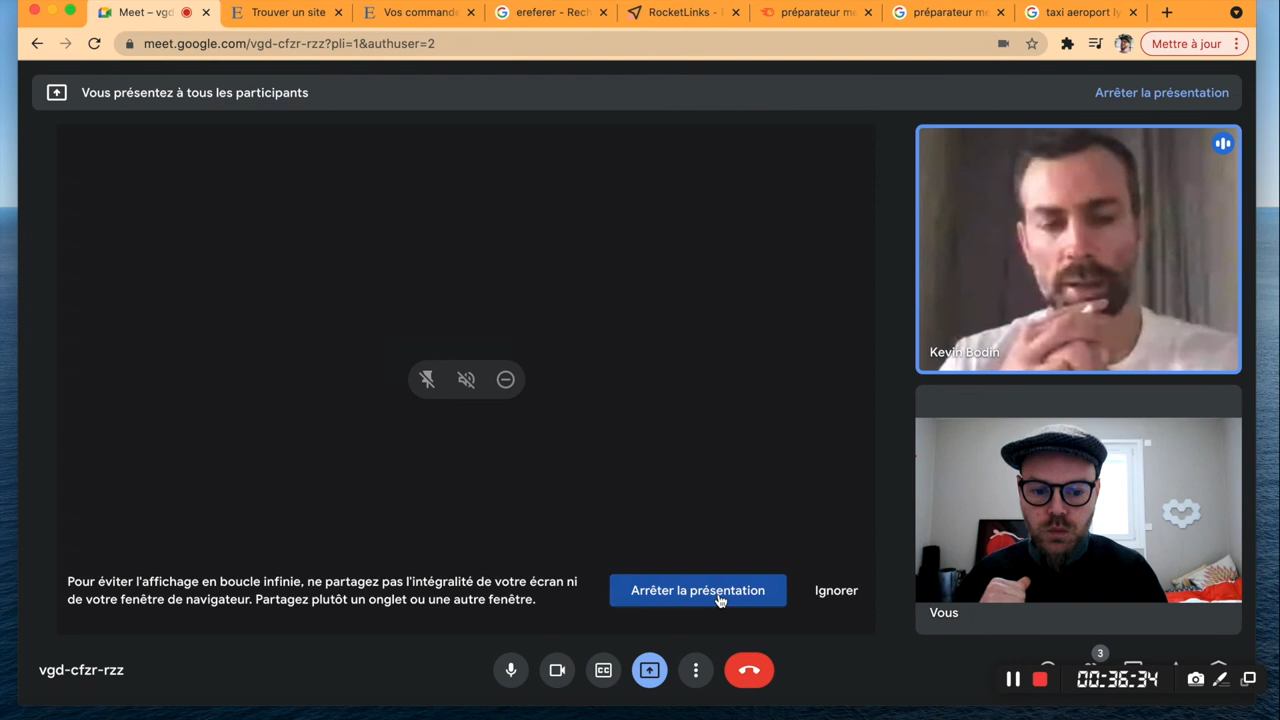 Meet – vgd
Trouver un site
Vos commande
ereferer - Rech
RocketLinks -
préparateur me
préparateur me
taxi aeroport ly
meet.google.com/vgd-cfzr-rzz?pli=1&authuser=2
Mettre à jour
Vous présentez à tous les participants
Arrêter la présentation
Kevin Bodin
Pour éviter l'affichage en boucle infinie, ne partagez pas l'intégralité de votre écran ni
de votre fenêtre de navigateur. Partagez plutôt un onglet ou une autre fenêtre.
Arrêter la présentation
Ignorer
Vous
vgd-cfzr-rzz
3
00:36:34